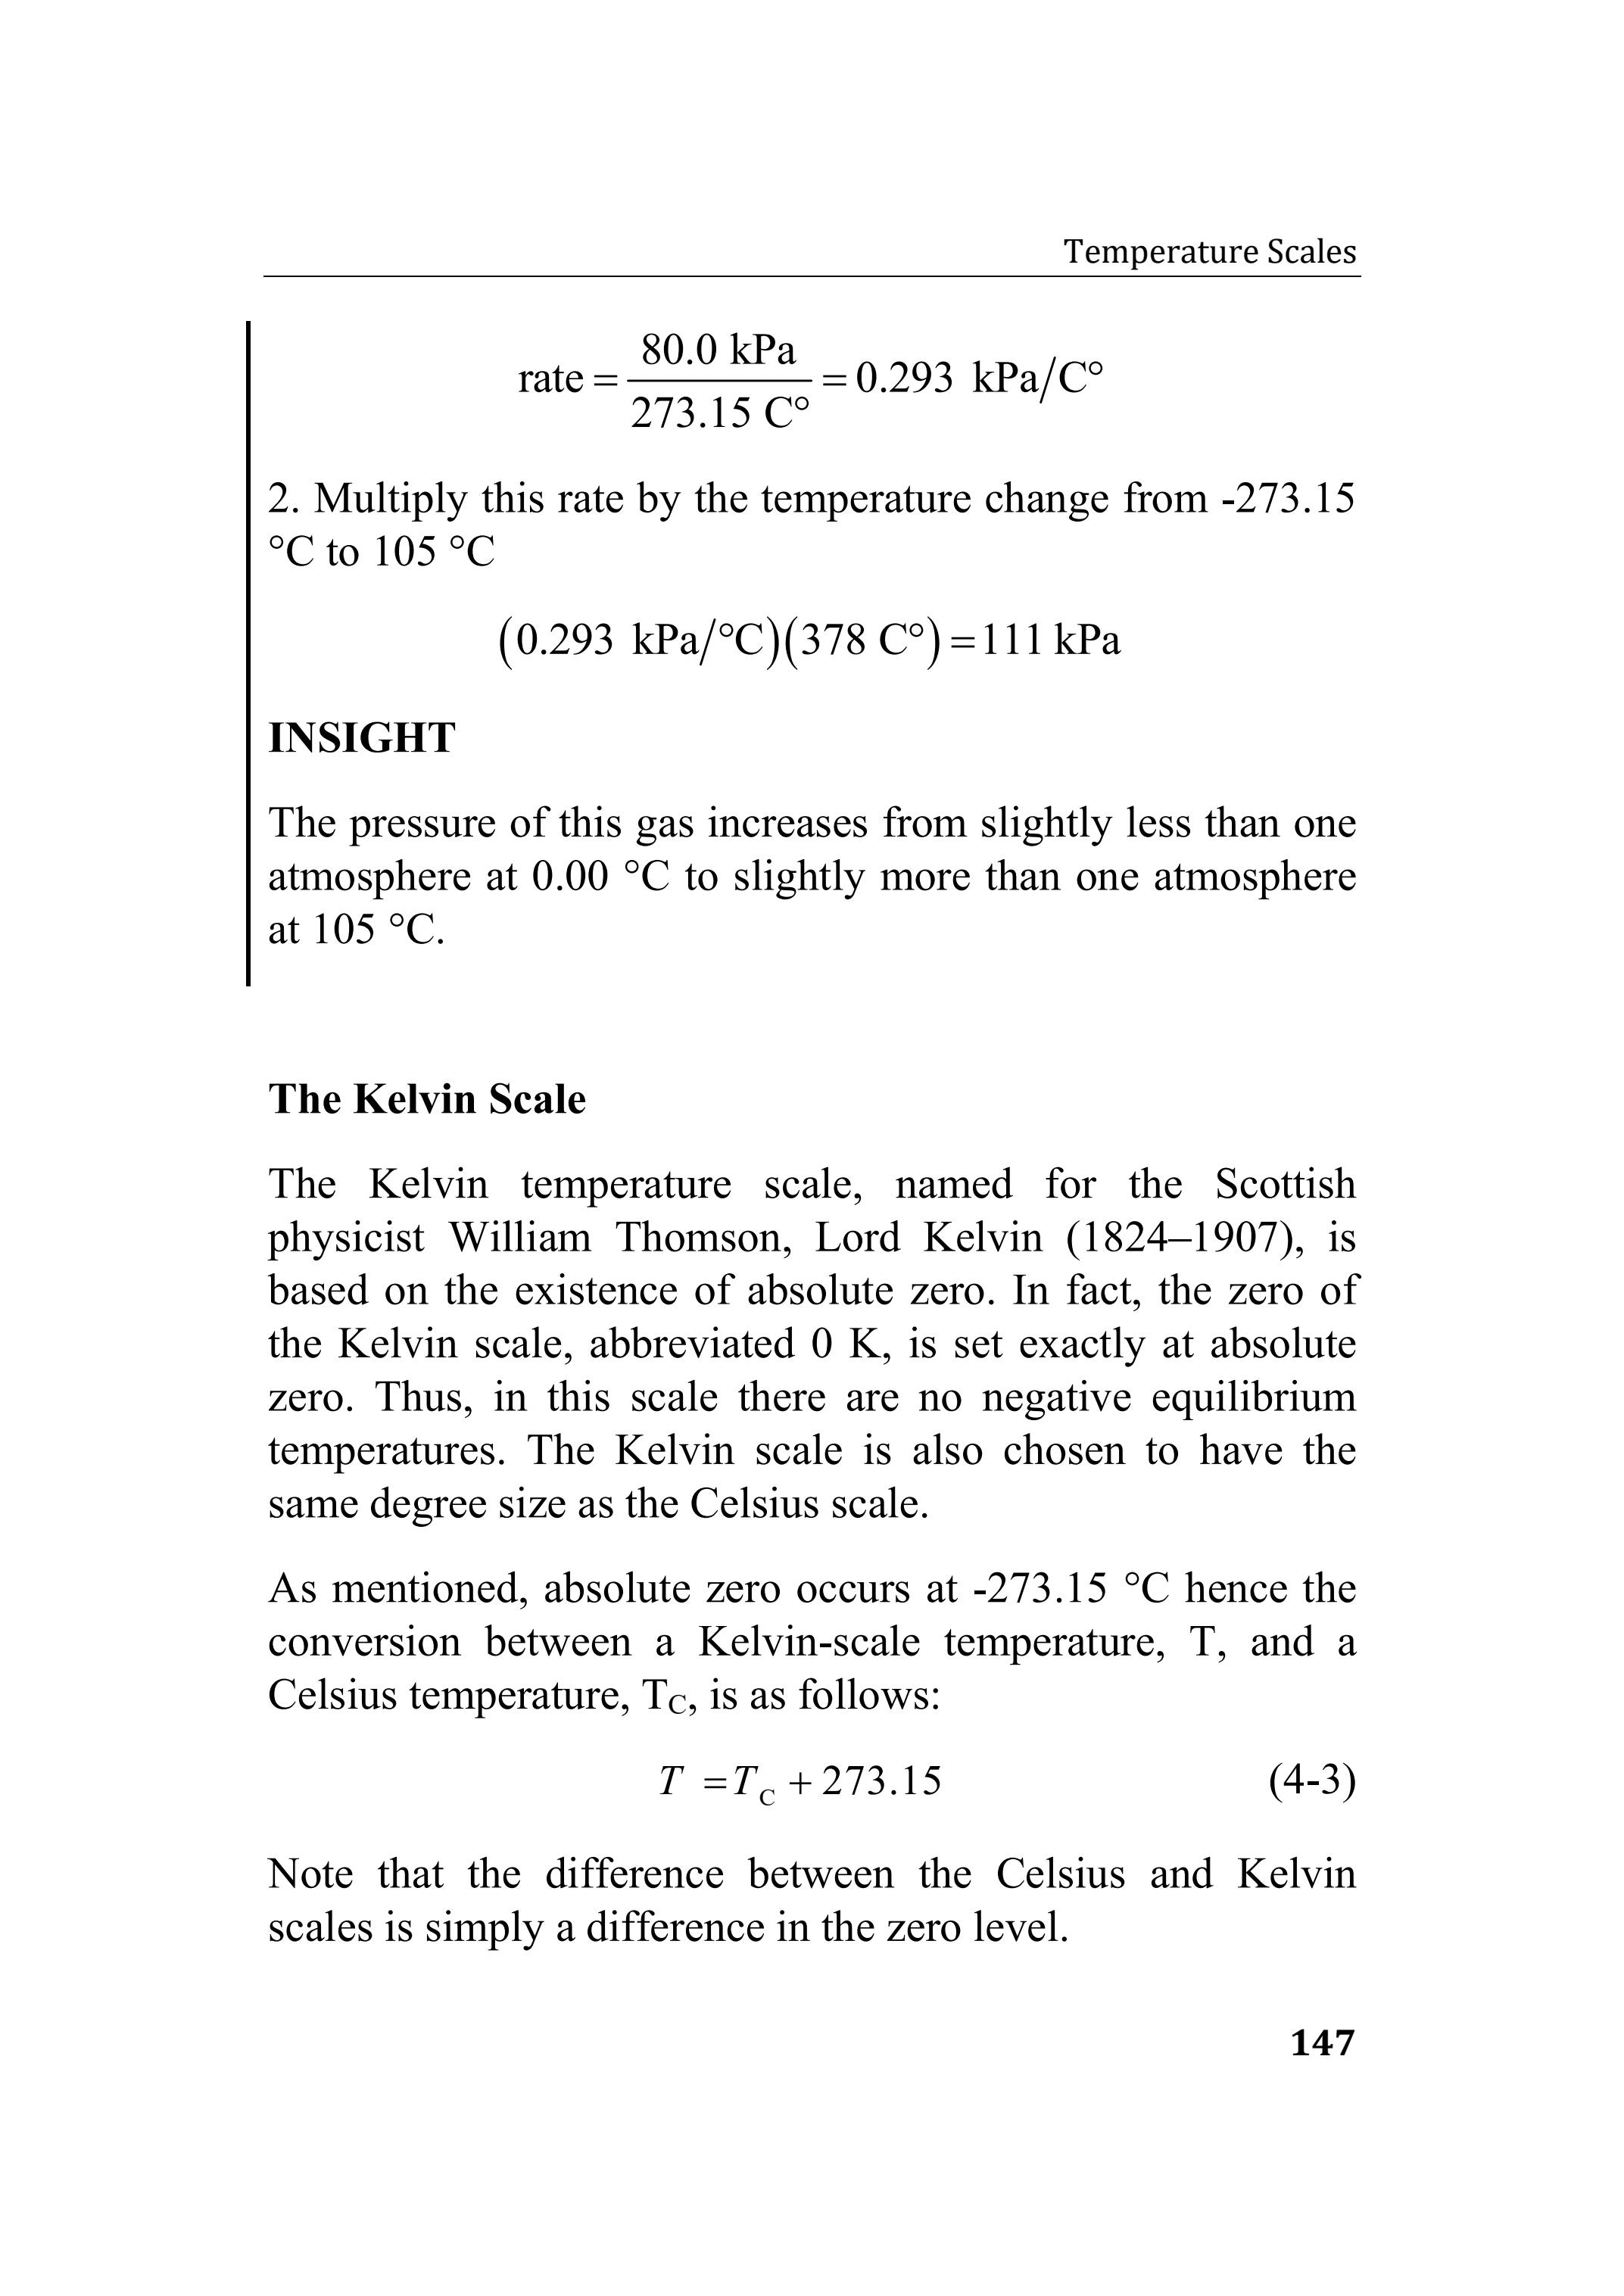 Temperature Scales
rate = 80.0 kPa / 273.15 C° = 0.293 kPa/C°
2. Multiply this rate by the temperature change from -273.15
°C to 105 °C
(0.293 kPa/°C)(378 C°) = 111 kPa
INSIGHT
The pressure of this gas increases from slightly less than one
atmosphere at 0.00 °C to slightly more than one atmosphere
at 105 °C.
The Kelvin Scale
The Kelvin temperature scale, named for the Scottish
physicist William Thomson, Lord Kelvin (1824–1907), is
based on the existence of absolute zero. In fact, the zero of
the Kelvin scale, abbreviated 0 K, is set exactly at absolute
zero. Thus, in this scale there are no negative equilibrium
temperatures. The Kelvin scale is also chosen to have the
same degree size as the Celsius scale.
As mentioned, absolute zero occurs at -273.15 °C hence the
conversion between a Kelvin-scale temperature, T, and a
Celsius temperature, T_C, is as follows:
T = T_C + 273.15 (4-3)
Note that the difference between the Celsius and Kelvin
scales is simply a difference in the zero level.
147